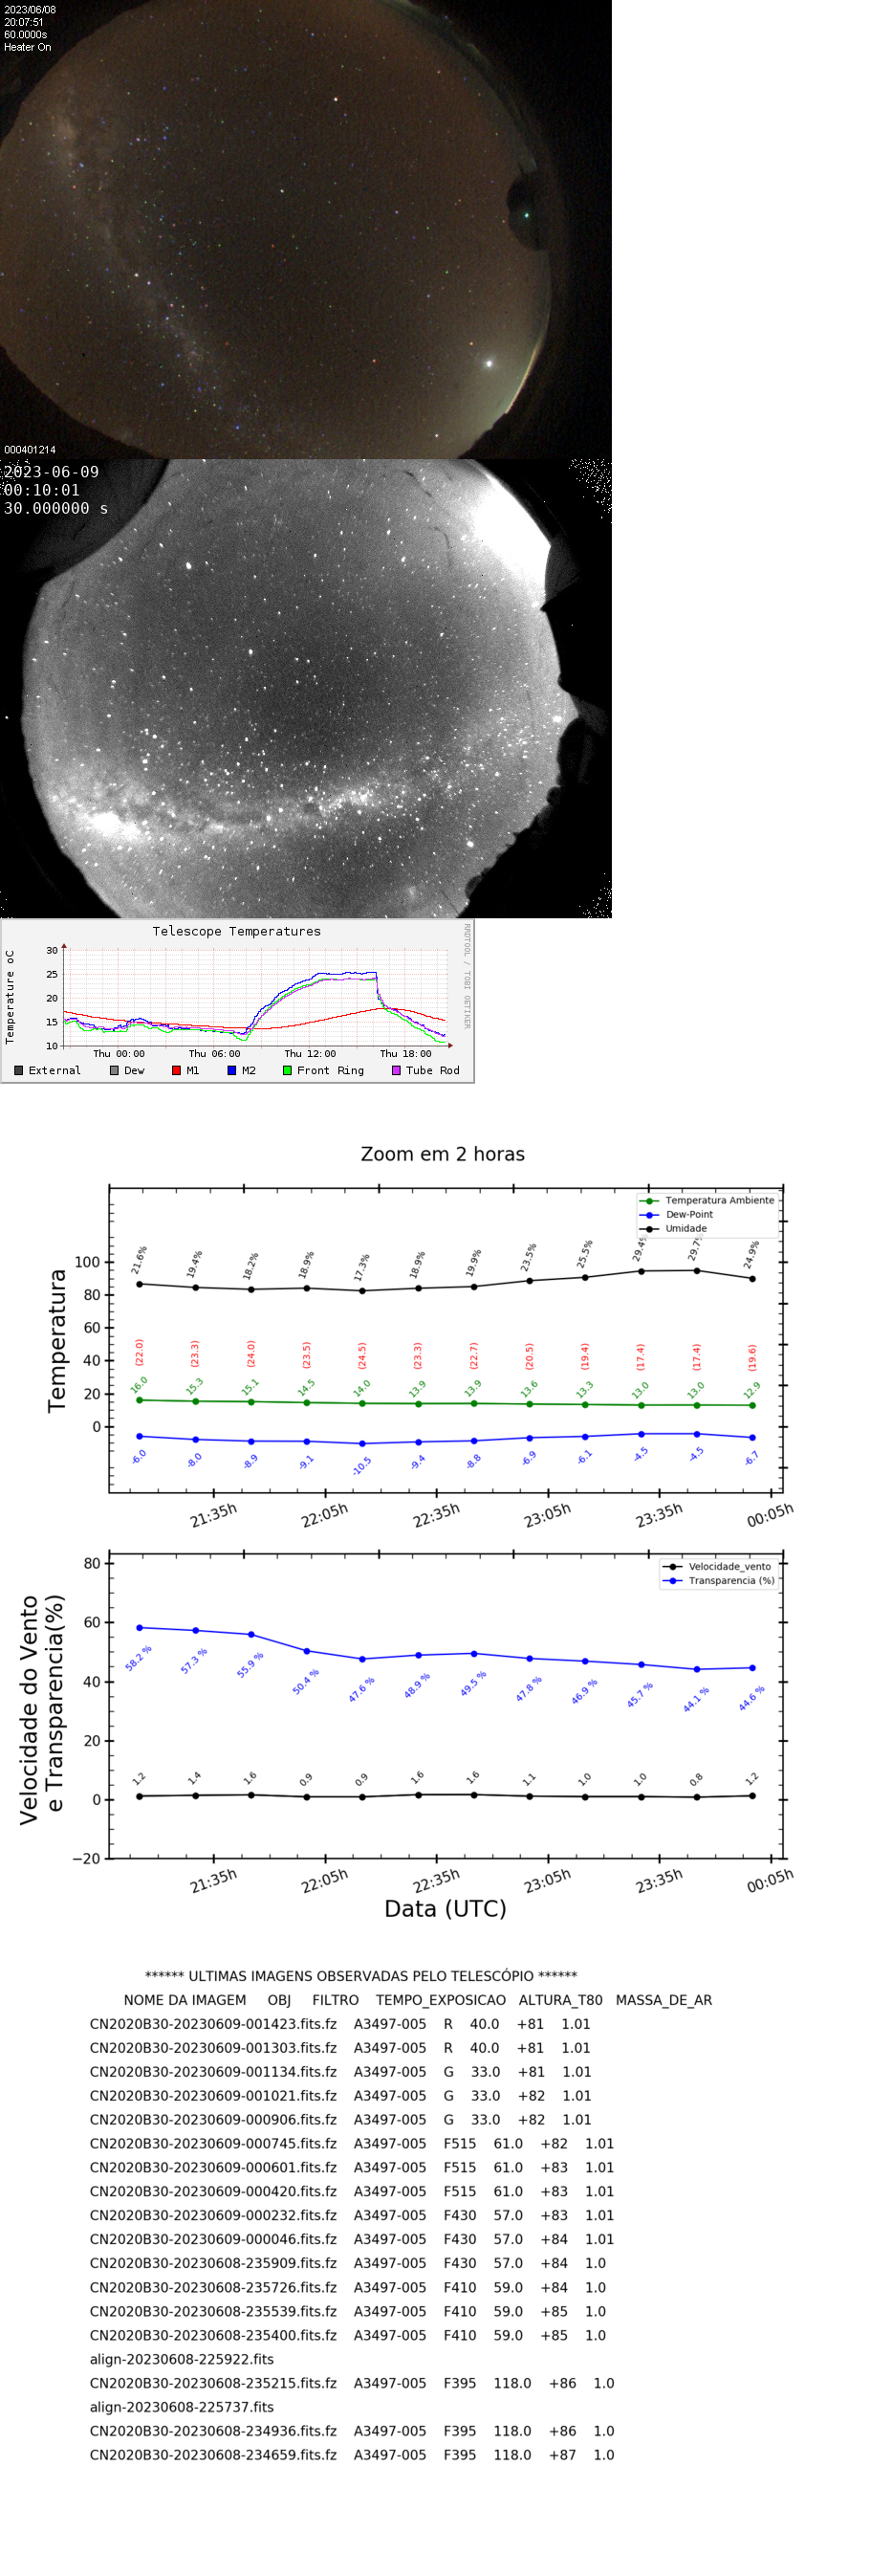 2023/06/08
20:07:51
60.0000s
Heater On
000401214
2023-06-09
00:10:01
30.000000 s
Telescope Temperatures
RRDTOOL / TOBI OETIKER
Temperature oC
30
25
20
15
10
Thu 00:00 Thu 06:00 Thu 12:00 Thu 18:00
External Dew M1 M2 Front Ring Tube Rod
Zoom em 2 horas
Temperatura Ambiente
Dew-Point
Umidade
Temperatura
100
80
60
40
20
0
21.6% 19.4% 18.2% 18.9% 17.3% 18.9% 19.9% 23.5% 25.5% 29.4% 29.7% 24.9%
(22.0) (23.3) (24.0) (23.5) (24.5) (23.3) (22.7) (20.5) (19.4) (17.4) (17.4) (19.6)
16.0 15.3 15.1 14.5 14.0 13.9 13.9 13.6 13.3 13.0 13.0 12.9
-6.0 -8.0 -8.9 -9.1 -10.5 -9.4 -8.8 -6.9 -6.1 -4.5 -4.5 -6.7
21:35h 22:05h 22:35h 23:05h 23:35h 00:05h
Velocidade_vento
Transparencia (%)
Velocidade do Vento
e Transparencia(%)
80
60
40
20
0
−20
58.2 % 57.3 % 55.9 % 50.4 % 47.6 % 48.9 % 49.5 % 47.8 % 46.9 % 45.7 % 44.1 % 44.6 %
1.2 1.4 1.6 0.9 0.9 1.6 1.6 1.1 1.0 1.0 0.8 1.2
21:35h 22:05h 22:35h 23:05h 23:35h 00:05h
Data (UTC)
****** ULTIMAS IMAGENS OBSERVADAS PELO TELESCÓPIO ******
NOME DA IMAGEM OBJ FILTRO TEMPO_EXPOSICAO ALTURA_T80 MASSA_DE_AR
CN2020B30-20230609-001423.fits.fz A3497-005 R 40.0 +81 1.01
CN2020B30-20230609-001303.fits.fz A3497-005 R 40.0 +81 1.01
CN2020B30-20230609-001134.fits.fz A3497-005 G 33.0 +81 1.01
CN2020B30-20230609-001021.fits.fz A3497-005 G 33.0 +82 1.01
CN2020B30-20230609-000906.fits.fz A3497-005 G 33.0 +82 1.01
CN2020B30-20230609-000745.fits.fz A3497-005 F515 61.0 +82 1.01
CN2020B30-20230609-000601.fits.fz A3497-005 F515 61.0 +83 1.01
CN2020B30-20230609-000420.fits.fz A3497-005 F515 61.0 +83 1.01
CN2020B30-20230609-000232.fits.fz A3497-005 F430 57.0 +83 1.01
CN2020B30-20230609-000046.fits.fz A3497-005 F430 57.0 +84 1.01
CN2020B30-20230608-235909.fits.fz A3497-005 F430 57.0 +84 1.0
CN2020B30-20230608-235726.fits.fz A3497-005 F410 59.0 +84 1.0
CN2020B30-20230608-235539.fits.fz A3497-005 F410 59.0 +85 1.0
CN2020B30-20230608-235400.fits.fz A3497-005 F410 59.0 +85 1.0
align-20230608-225922.fits
CN2020B30-20230608-235215.fits.fz A3497-005 F395 118.0 +86 1.0
align-20230608-225737.fits
CN2020B30-20230608-234936.fits.fz A3497-005 F395 118.0 +86 1.0
CN2020B30-20230608-234659.fits.fz A3497-005 F395 118.0 +87 1.0